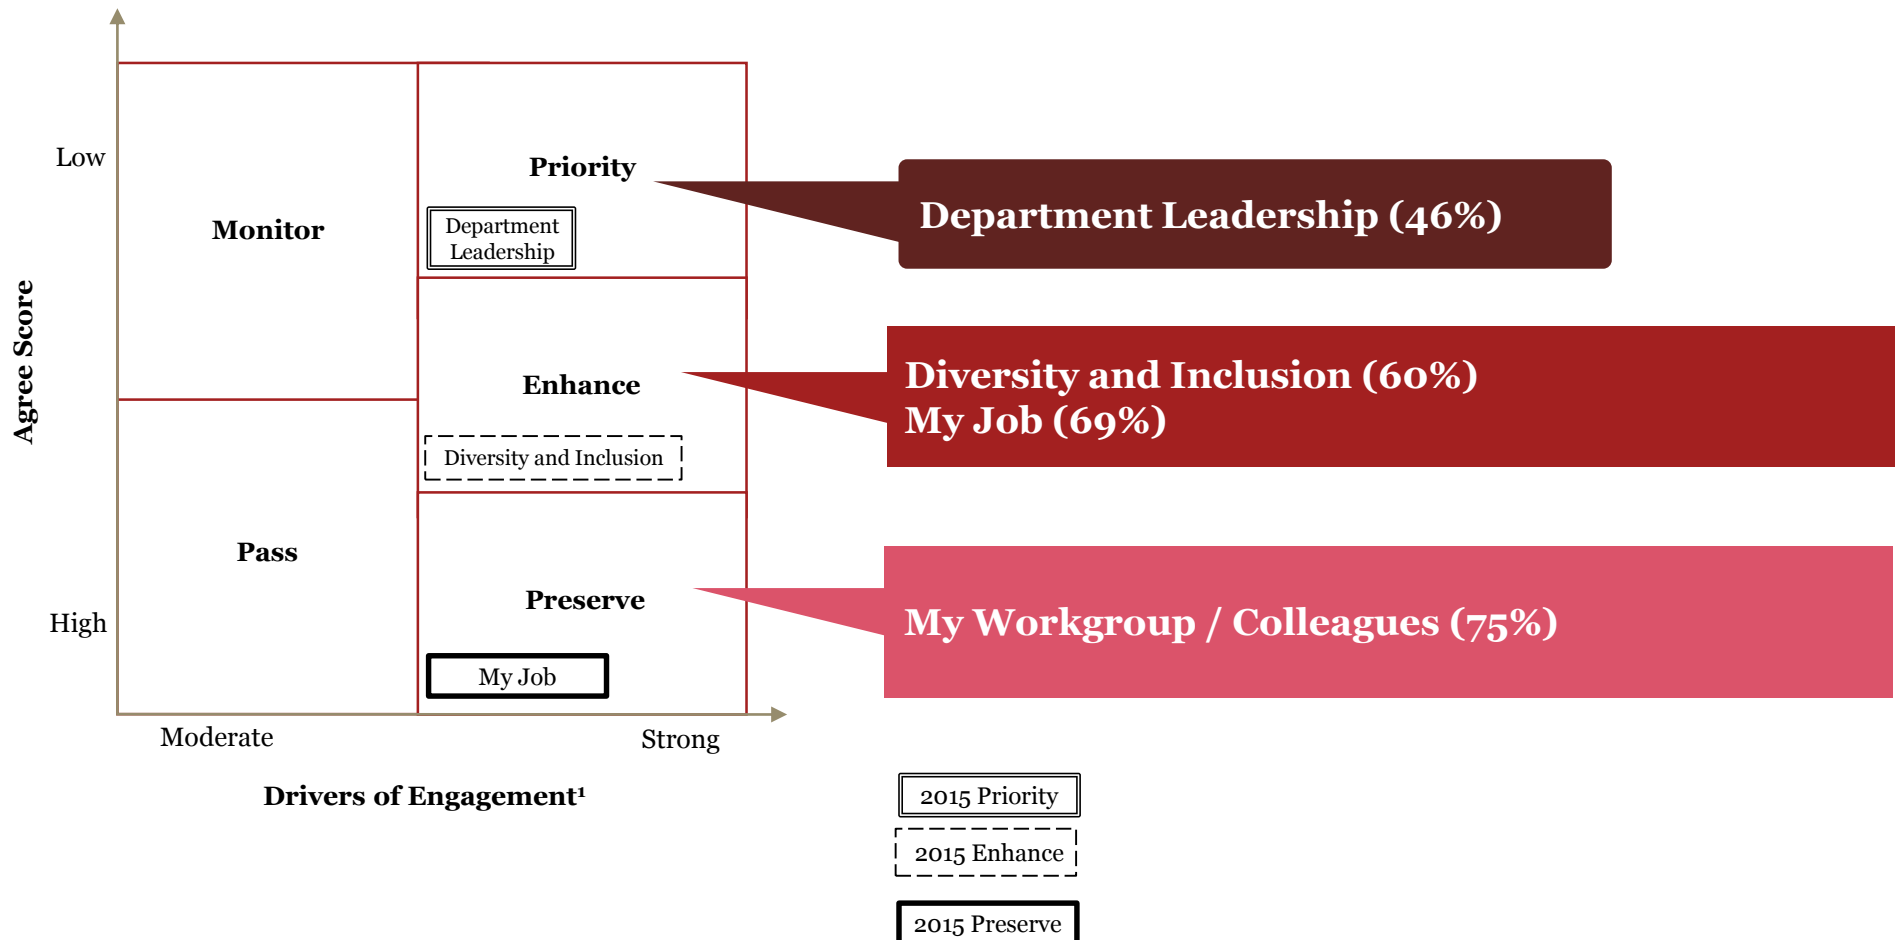 Low
High
Agree Score
Monitor
Pass
Priority
Department
Leadership
Enhance
Diversity and Inclusion
Preserve
My Job
Department Leadership (46%)
Diversity and Inclusion (60%)
My Job (69%)
My Workgroup / Colleagues (75%)
Moderate
Strong
Drivers of Engagement¹
2015 Priority
2015 Enhance
2015 Preserve